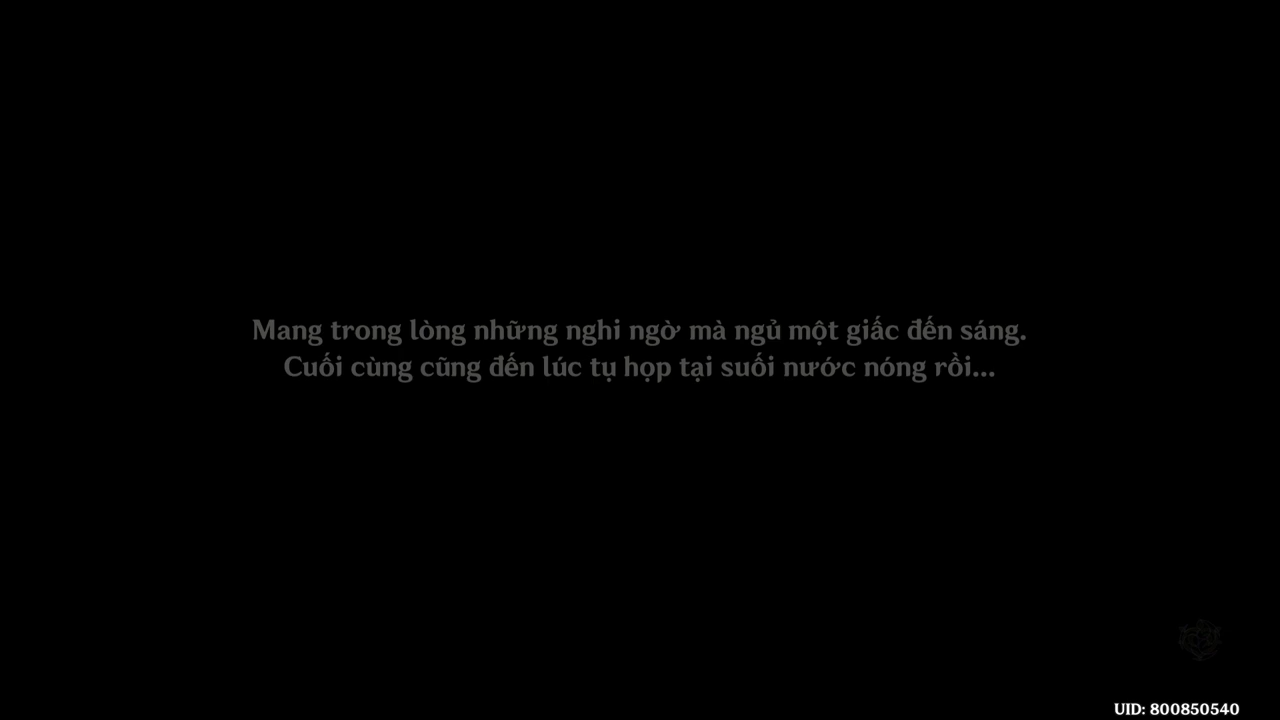 Mang trong lòng những nghi ngờ mà ngủ một giấc đến sáng.
Cuối cùng cũng đến lúc tụ họp tại suối nước nóng rồi...
UID: 800850540